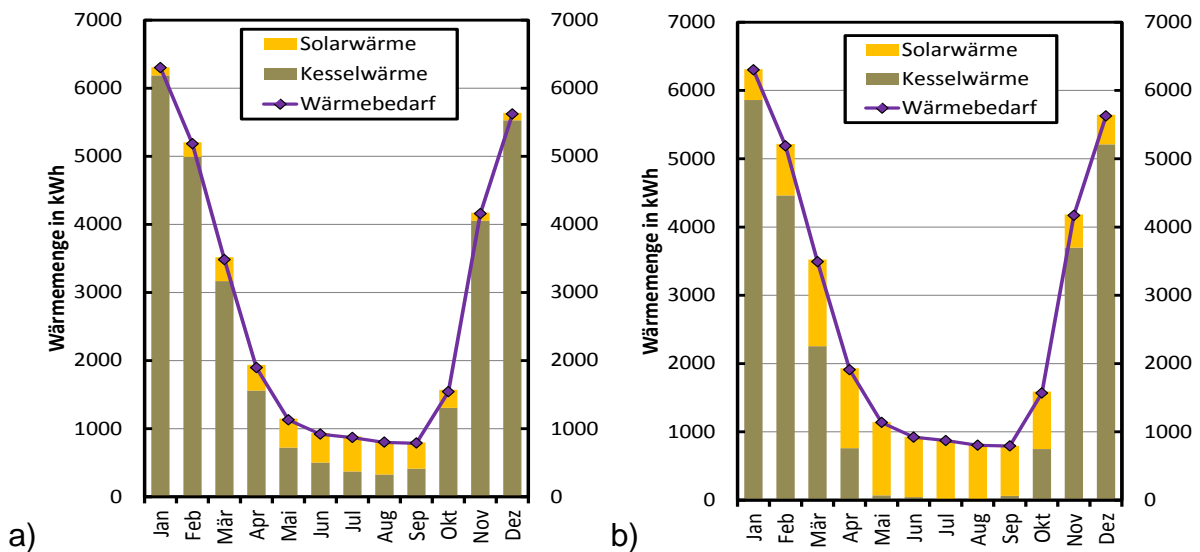 7000 7000
6000 6000
5000 5000
4000 4000
3000 3000
2000 2000
1000 1000
0 0
Wärmemenge in kWh
Solarwärme
Kesselwärme
Wärmebedarf
Jan Feb Mär Apr Mai Jun Jul Aug Sep Okt Nov Dez
a)
7000 7000
6000 6000
5000 5000
4000 4000
3000 3000
2000 2000
1000 1000
0 0
Wärmemenge in kWh
Solarwärme
Kesselwärme
Wärmebedarf
Jan Feb Mär Apr Mai Jun Jul Aug Sep Okt Nov Dez
b)